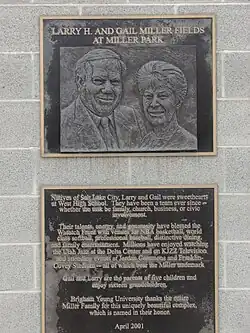 LARRY H. AND GAIL MILLER FIELDS
AT MILLER PARK
Natives of Salt Lake City, Larry and Gail were sweethearts
at West High School. They have been a team ever since –
whether the task be family, church, business, or civic
involvement.
Their talents, energy, and generosity have blessed the
Wasatch Front with venues for NBA basketball, world
class softball, professional baseball, distinctive dining,
and family entertainment. Millions have enjoyed watching
the Utah Jazz at the Delta Center and on KJZZ Television,
and attending events at Jordan Commons and Franklin-
Covey Stadium – all of which bear the Miller trademark.
Gail and Larry are the parents of five children and
enjoy sixteen grandchildren.
Brigham Young University thanks the entire
Miller Family for this uniquely beautiful complex,
which is named in their honor.
April 2001